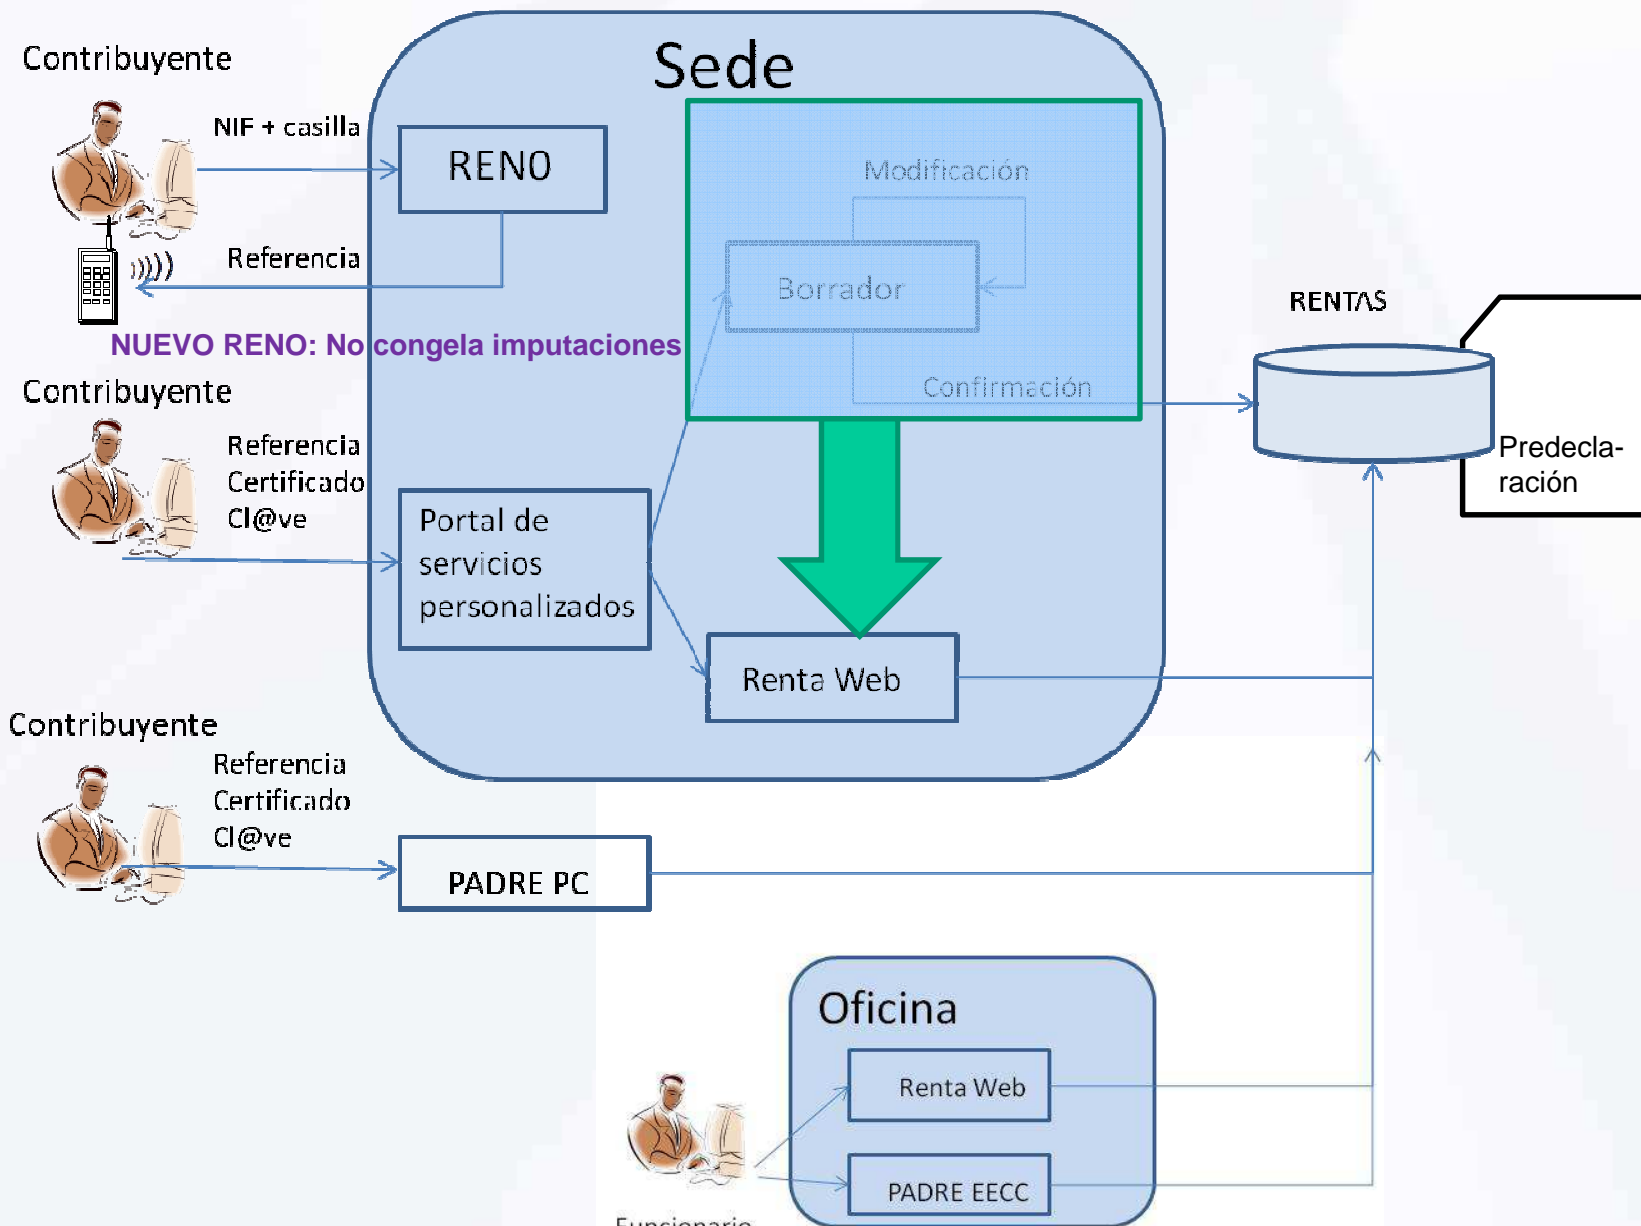 Sede
Contribuyente
NIF + casilla
RENO
Modificación
Referencia
Borrador
RENTAS
NUEVO RENO: No congela imputaciones
Contribuyente
Confirmación
Referencia
Certificado
Cl@ve
Predecla-
ración
Portal de
servicios
personalizados
Renta Web
Contribuyente
Referencia
Certificado
Cl@ve
PADRE PC
Oficina
Renta Web
PADRE EECC
Funcionario